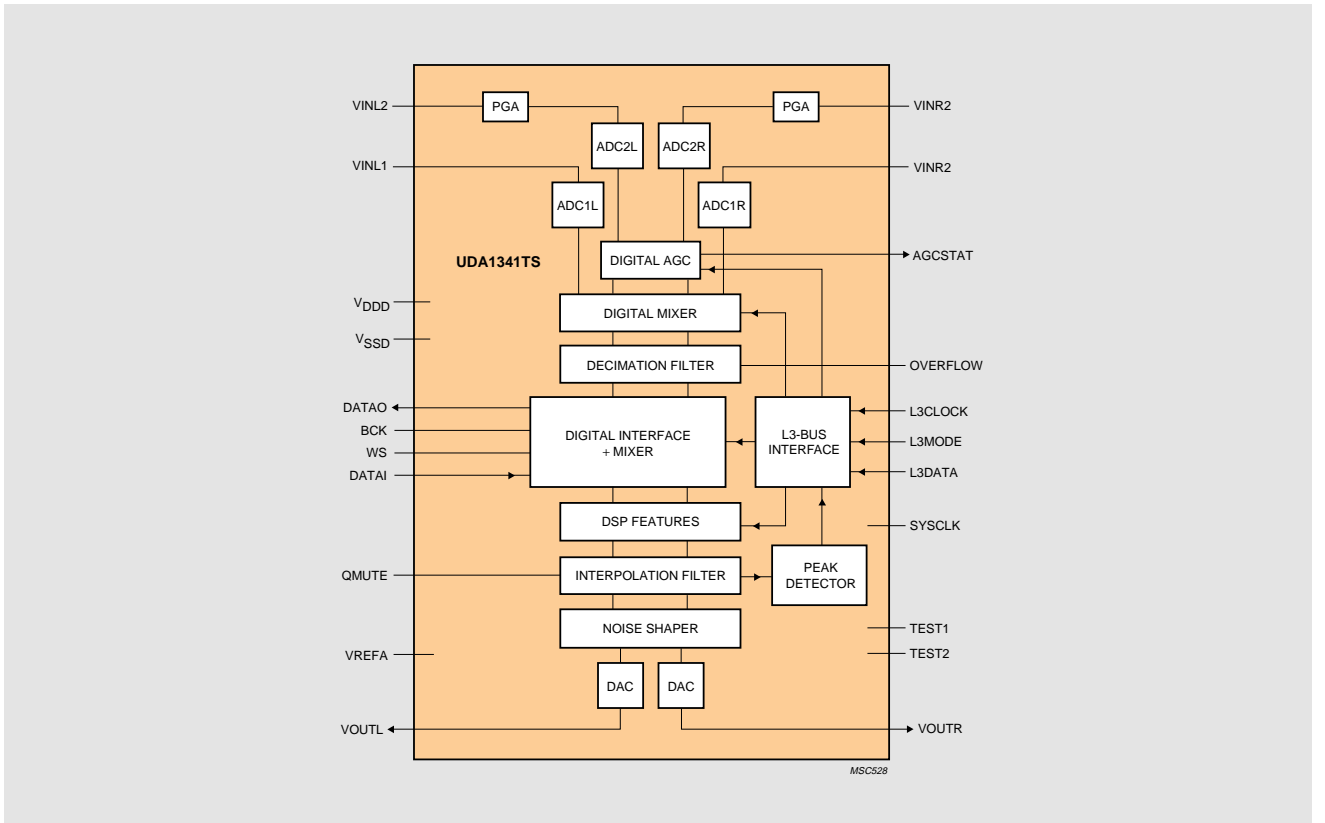 VINL2
PGA
PGA
VINR2
ADC2L
ADC2R
VINL1
VINR2
ADC1L
ADC1R
UDA1341TS
DIGITAL AGC
AGCSTAT
VDDD
DIGITAL MIXER
VSSD
DECIMATION FILTER
OVERFLOW
DATAO
L3CLOCK
BCK
DIGITAL INTERFACE
+ MIXER
L3-BUS
INTERFACE
L3MODE
WS
DATAI
L3DATA
DSP FEATURES
SYSCLK
QMUTE
INTERPOLATION FILTER
PEAK
DETECTOR
NOISE SHAPER
TEST1
VREFA
TEST2
DAC
DAC
VOUTL
VOUTR
MSC528